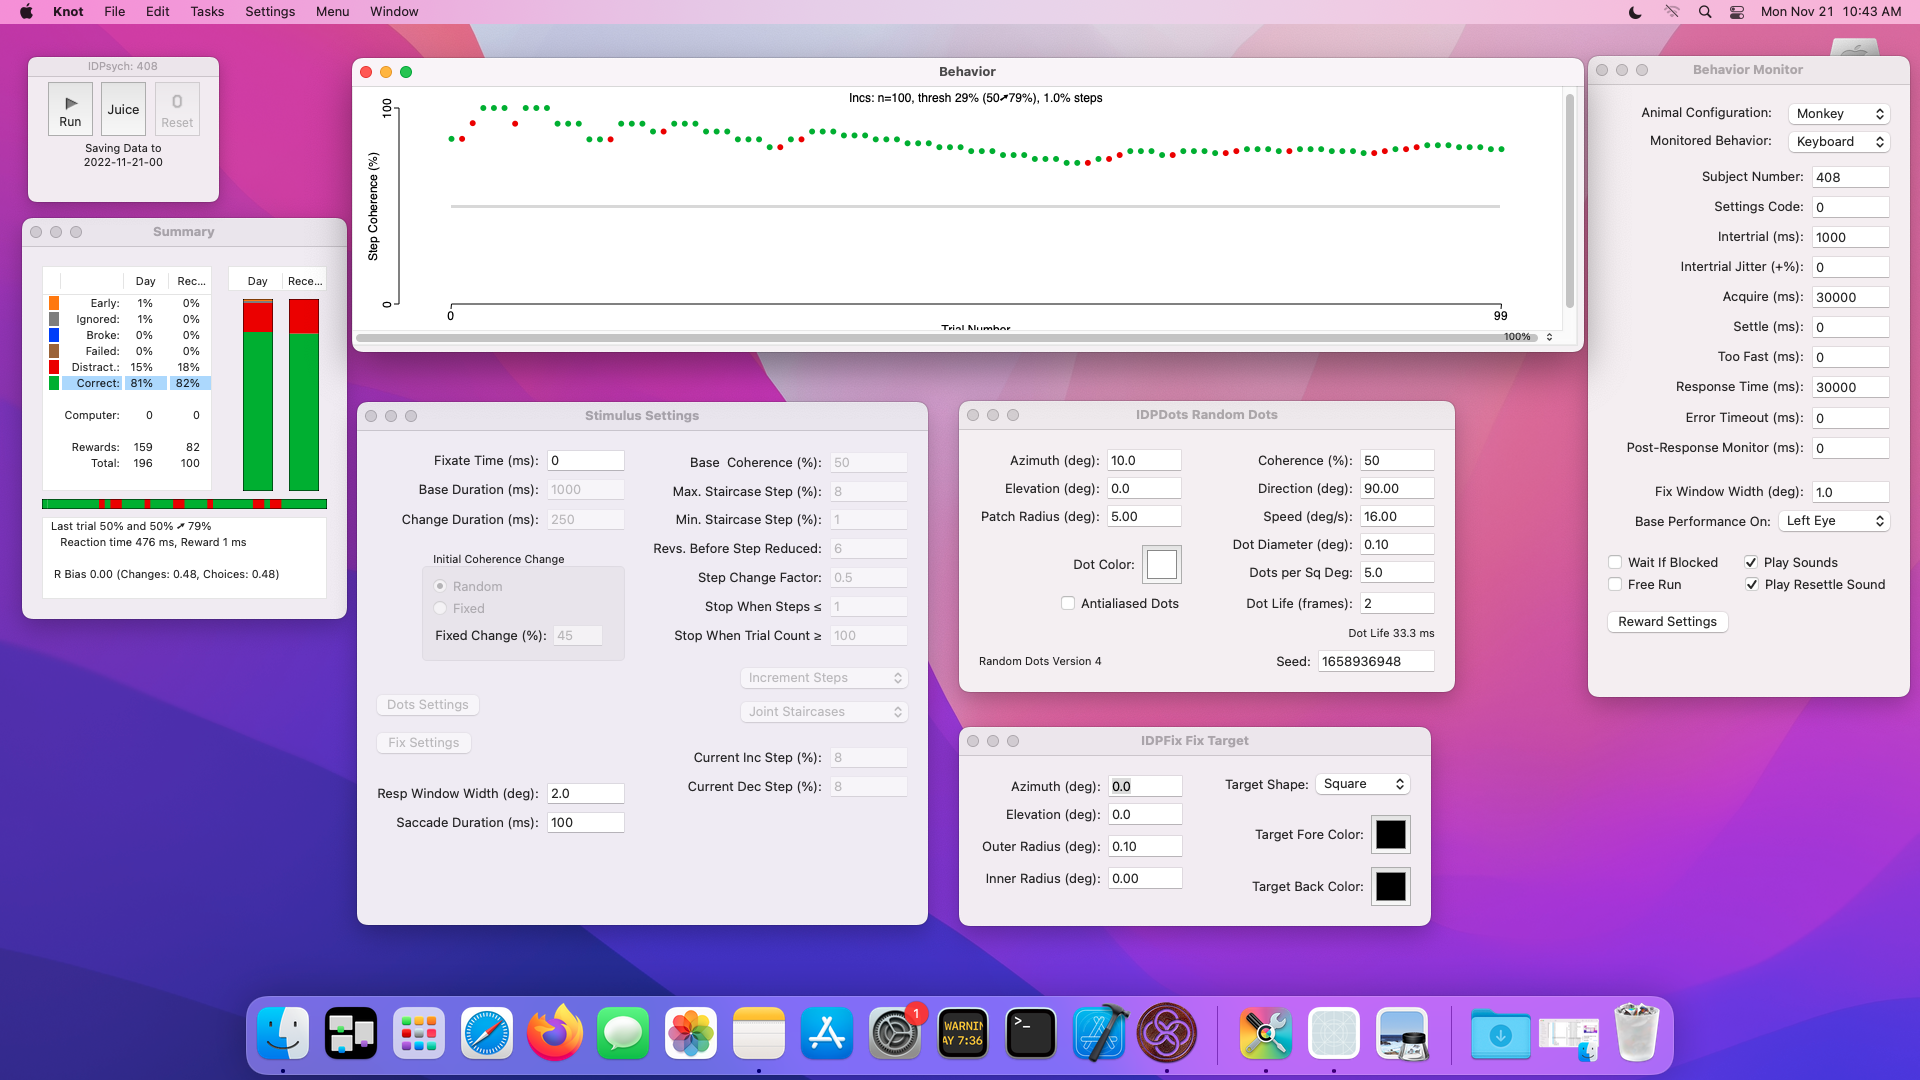 Knot File Edit Tasks Settings Menu Window Mon Nov 21 10:43 AM
IDPsych: 408
Run
Juice
0
Reset
Saving Data to
2022-11-21-00
Summary
Day Rec... Day Rece...
Early: 1% 0%
Ignored: 1% 0%
Broke: 0% 0%
Failed: 0% 0%
Distract.: 15% 18%
Correct: 81% 82%
Computer: 0 0
Rewards: 159 82
Total: 196 100
Last trial 50% and 50% ➚ 79%
Reaction time 476 ms, Reward 1 ms
R Bias 0.00 (Changes: 0.48, Choices: 0.48)
Behavior
Incs: n=100, thresh 29% (50➚79%), 1.0% steps
100
Step Coherence (%)
0
0 99
Trial Number
100%
Stimulus Settings
Fixate Time (ms): 0
Base Duration (ms): 1000
Change Duration (ms): 250
Initial Coherence Change
Random
Fixed
Fixed Change (%): 45
Dots Settings
Fix Settings
Resp Window Width (deg): 2.0
Saccade Duration (ms): 100
Base Coherence (%): 50
Max. Staircase Step (%): 8
Min. Staircase Step (%): 1
Revs. Before Step Reduced: 6
Step Change Factor: 0.5
Stop When Steps ≤ 1
Stop When Trial Count ≥ 100
Increment Steps
Joint Staircases
Current Inc Step (%): 8
Current Dec Step (%): 8
IDPDots Random Dots
Azimuth (deg): 10.0
Elevation (deg): 0.0
Patch Radius (deg): 5.00
Dot Color:
Antialiased Dots
Random Dots Version 4
Coherence (%): 50
Direction (deg): 90.00
Speed (deg/s): 16.00
Dot Diameter (deg): 0.10
Dots per Sq Deg: 5.0
Dot Life (frames): 2
Dot Life 33.3 ms
Seed: 1658936948
IDPFix Fix Target
Azimuth (deg): 0.0
Elevation (deg): 0.0
Outer Radius (deg): 0.10
Inner Radius (deg): 0.00
Target Shape: Square
Target Fore Color:
Target Back Color:
Behavior Monitor
Animal Configuration: Monkey
Monitored Behavior: Keyboard
Subject Number: 408
Settings Code: 0
Intertrial (ms): 1000
Intertrial Jitter (+%): 0
Acquire (ms): 30000
Settle (ms): 0
Too Fast (ms): 0
Response Time (ms): 30000
Error Timeout (ms): 0
Post-Response Monitor (ms): 0
Fix Window Width (deg): 1.0
Base Performance On: Left Eye
Wait If Blocked Play Sounds
Free Run Play Resettle Sound
Reward Settings
1
WARNIN
AY 7:36
>_